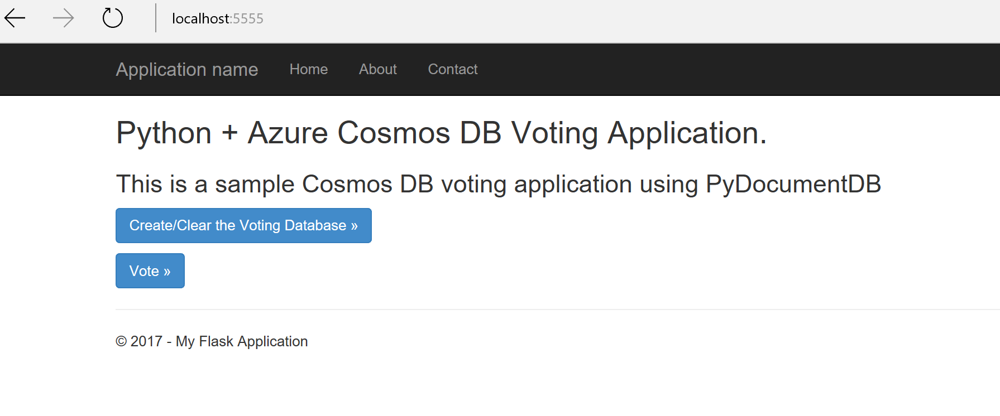 localhost:5555
Application name Home About Contact
Python + Azure Cosmos DB Voting Application.
This is a sample Cosmos DB voting application using PyDocumentDB
Create/Clear the Voting Database »
Vote »
© 2017 - My Flask Application